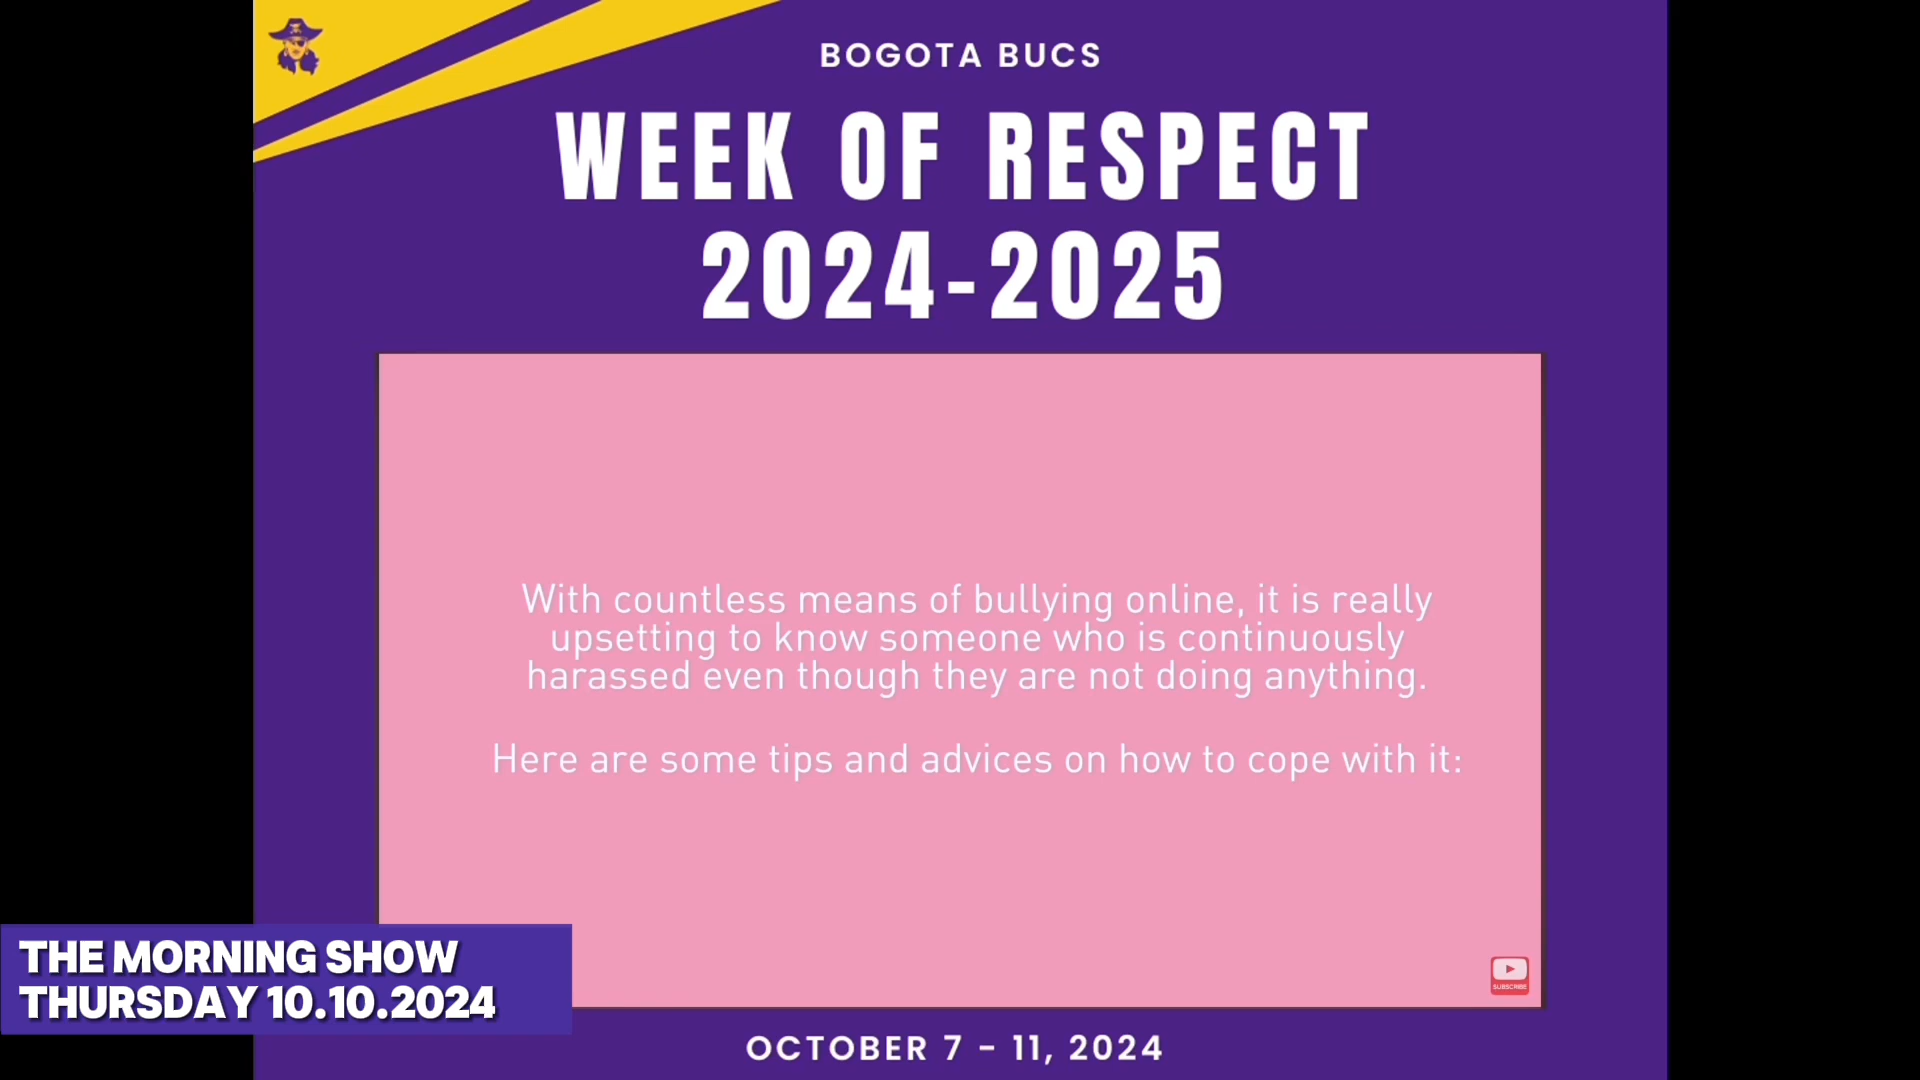 BOGOTA BUCS
WEEK OF RESPECT
2024-2025
With countless means of bullying online, it is really
upsetting to know someone who is continuously
harassed even though they are not doing anything.
Here are some tips and advices on how to cope with it:
SUBSCRIBE
THE MORNING SHOW
THURSDAY 10.10.2024
OCTOBER 7 - 11, 2024